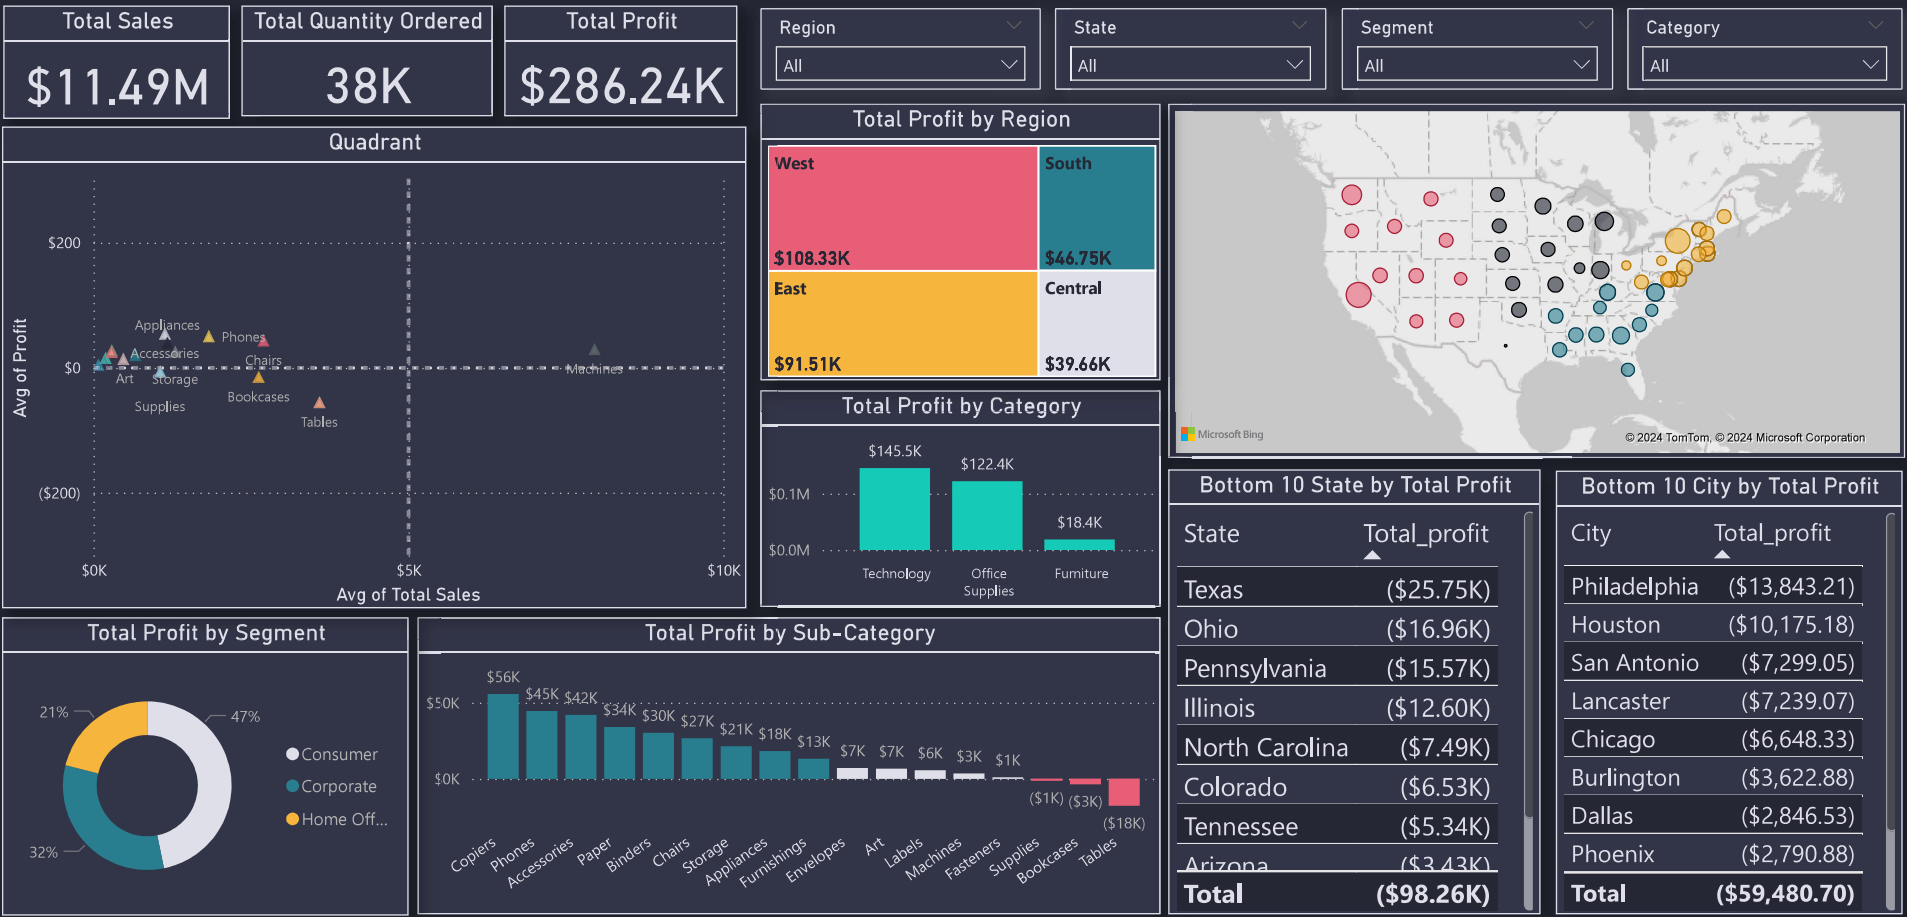 Total Sales
$11.49M
Total Quantity Ordered
38K
Total Profit
$286.24K
Region
All
State
All
Segment
All
Category
All
Quadrant
Avg of Profit
$200
$0
($200)
Appliances
Phones
Accessories
Chairs
Machines
Art
Storage
Bookcases
Supplies
Tables
$0K
$5K
$10K
Avg of Total Sales
Total Profit by Region
West
$108.33K
South
$46.75K
East
$91.51K
Central
$39.66K
Microsoft Bing
© 2024 TomTom, © 2024 Microsoft Corporation
Total Profit by Category
$0.1M
$0.0M
$145.5K
$122.4K
$18.4K
Technology
Office
Supplies
Furniture
Total Profit by Segment
21%
47%
32%
Consumer
Corporate
Home Off...
Total Profit by Sub-Category
$50K
$0K
$56K
$45K
$42K
$34K
$30K
$27K
$21K
$18K
$13K
$7K
$7K
$6K
$3K
$1K
($1K)
($3K)
($18K)
Copiers
Phones
Accessories
Paper
Binders
Chairs
Storage
Appliances
Furnishings
Envelopes
Art
Labels
Machines
Fasteners
Supplies
Bookcases
Tables
Bottom 10 State by Total Profit
State Total_profit
Texas ($25.75K)
Ohio ($16.96K)
Pennsylvania ($15.57K)
Illinois ($12.60K)
North Carolina ($7.49K)
Colorado ($6.53K)
Tennessee ($5.34K)
Arizona ($3.43K)
Total ($98.26K)
Bottom 10 City by Total Profit
City Total_profit
Philadelphia ($13,843.21)
Houston ($10,175.18)
San Antonio ($7,299.05)
Lancaster ($7,239.07)
Chicago ($6,648.33)
Burlington ($3,622.88)
Dallas ($2,846.53)
Phoenix ($2,790.88)
Total ($59,480.70)